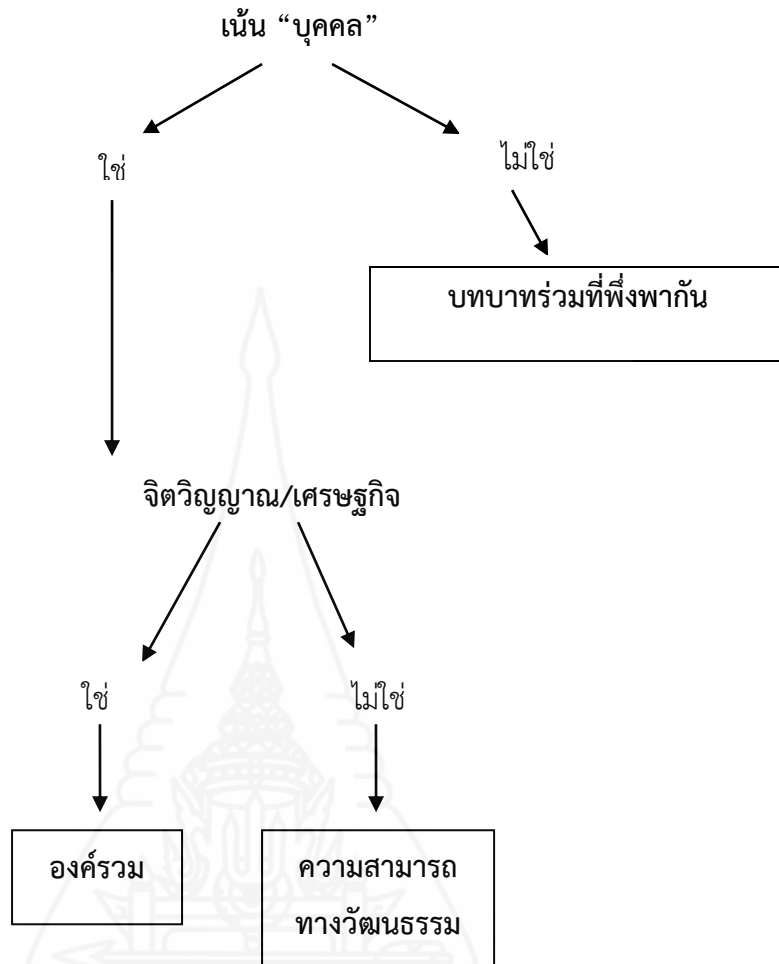 เน้น “บุคคล”
ใช่
ไม่ใช่
บทบาทร่วมที่พึ่งพากัน
จิตวิญญาณ/เศรษฐกิจ
ใช่
ไม่ใช่
องค์รวม
ความสามารถ
ทางวัฒนธรรม